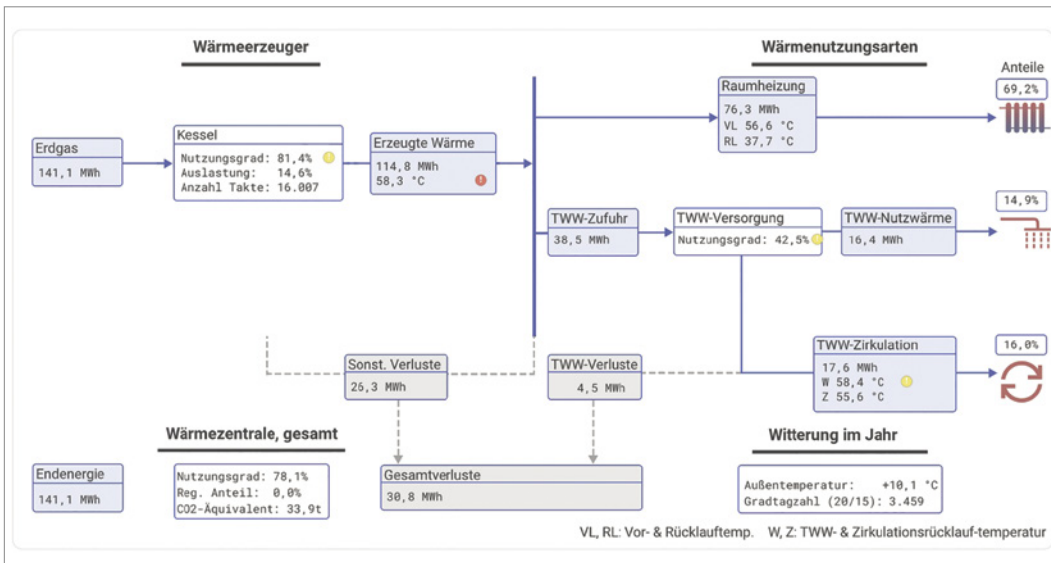 Wärmeerzeuger
Wärmenutzungsarten
Anteile
Raumheizung
76,3 MWh
VL 56,6 °C
RL 37,7 °C
69,2%
Erdgas
141,1 MWh
Kessel
Nutzungsgrad: 81,4%
Auslastung: 14,6%
Anzahl Takte: 16.007
Erzeugte Wärme
114,8 MWh
58,3 °C
TWW-Zufuhr
38,5 MWh
TWW-Versorgung
Nutzungsgrad: 42,5%
TWW-Nutzwärme
16,4 MWh
14,9%
Sonst. Verluste
26,3 MWh
TWW-Verluste
4,5 MWh
TWW-Zirkulation
17,6 MWh
W 58,4 °C
Z 55,6 °C
16,0%
Wärmezentrale, gesamt
Witterung im Jahr
Endenergie
141,1 MWh
Nutzungsgrad: 78,1%
Reg. Anteil: 0,0%
CO2-Äquivalent: 33,9t
Gesamtverluste
30,8 MWh
Außentemperatur: +10,1 °C
Gradtagzahl (20/15): 3.459
VL, RL: Vor- & Rücklauftemp. W, Z: TWW- & Zirkulationsrücklauf-temperatur